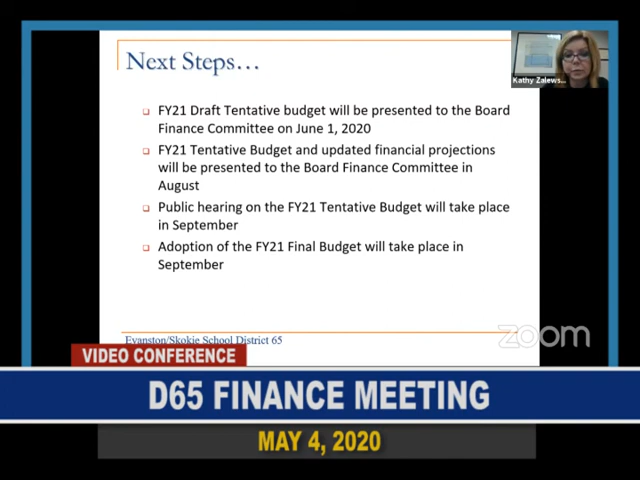 Next Steps…
Kathy Zalews...
❑ FY21 Draft Tentative budget will be presented to the Board
Finance Committee on June 1, 2020
❑ FY21 Tentative Budget and updated financial projections
will be presented to the Board Finance Committee in
August
❑ Public hearing on the FY21 Tentative Budget will take place
in September
❑ Adoption of the FY21 Final Budget will take place in
September
Evanston/Skokie School District 65
zoom
VIDEO CONFERENCE
D65 FINANCE MEETING
MAY 4, 2020